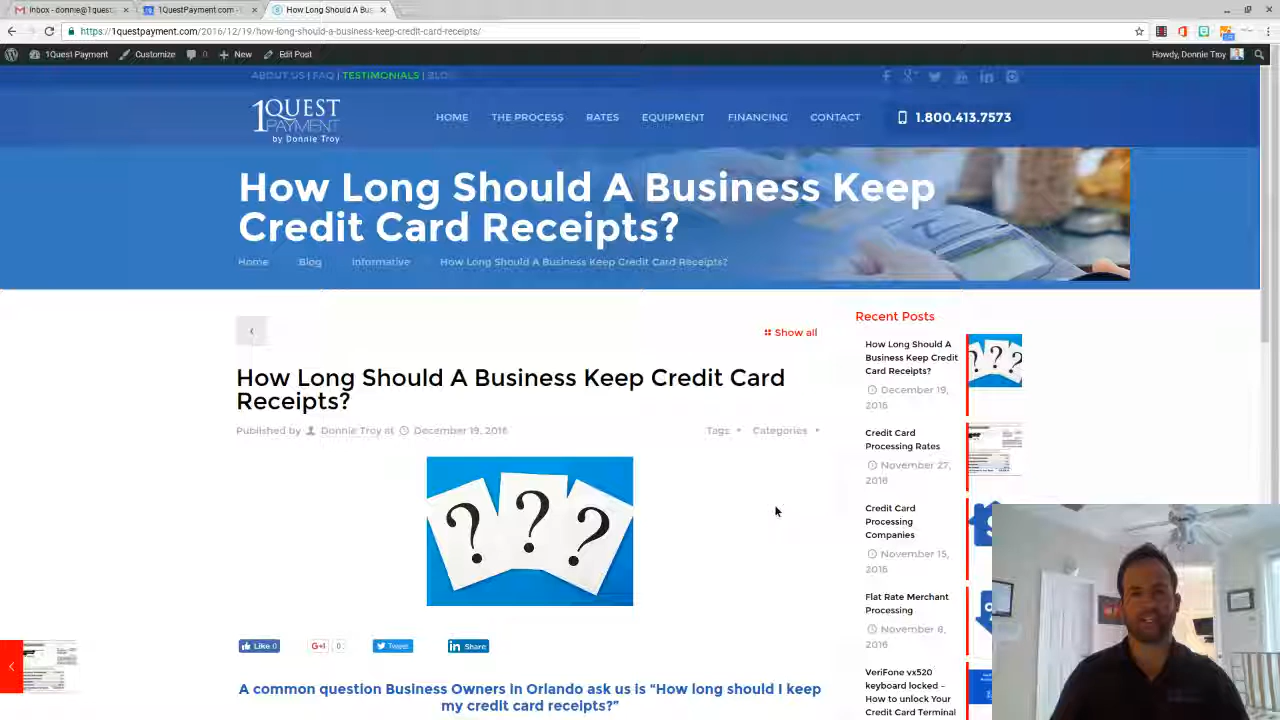 Inbox - donne@1quest
1QuestPayment.com -
How Long Should A Bus
https://1questpayment.com/2016/12/19/how-long-should-a-business-keep-credit-card-receipts/
1Quest Payment
Customize
0
New
Edit Post
Howdy, Donnie Troy
ABOUT US | FAQ | TESTIMONIALS | BLOG
1QUEST
PAYMENT
by Donnie Troy
HOME
THE PROCESS
RATES
EQUIPMENT
FINANCING
CONTACT
1.800.413.7573
How Long Should A Business Keep
Credit Card Receipts?
Home
Blog
Informative
How Long Should A Business Keep Credit Card Receipts?
Show all
How Long Should A Business Keep Credit Card
Receipts?
Published by Donnie Troy at December 19, 2016
Tags
Categories
? ? ?
Like 0
G+1 0
Tweet
in Share
A common question Business Owners in Orlando ask us is "How long should I keep
my credit card receipts?"
Recent Posts
How Long Should A
Business Keep Credit
Card Receipts?
December 19,
2016
Credit Card
Processing Rates
November 27,
2016
Credit Card
Processing
Companies
November 15,
2016
Flat Rate Merchant
Processing
November 8,
2016
VeriFone vx520
keyboard locked –
How to unlock Your
Credit Card Terminal